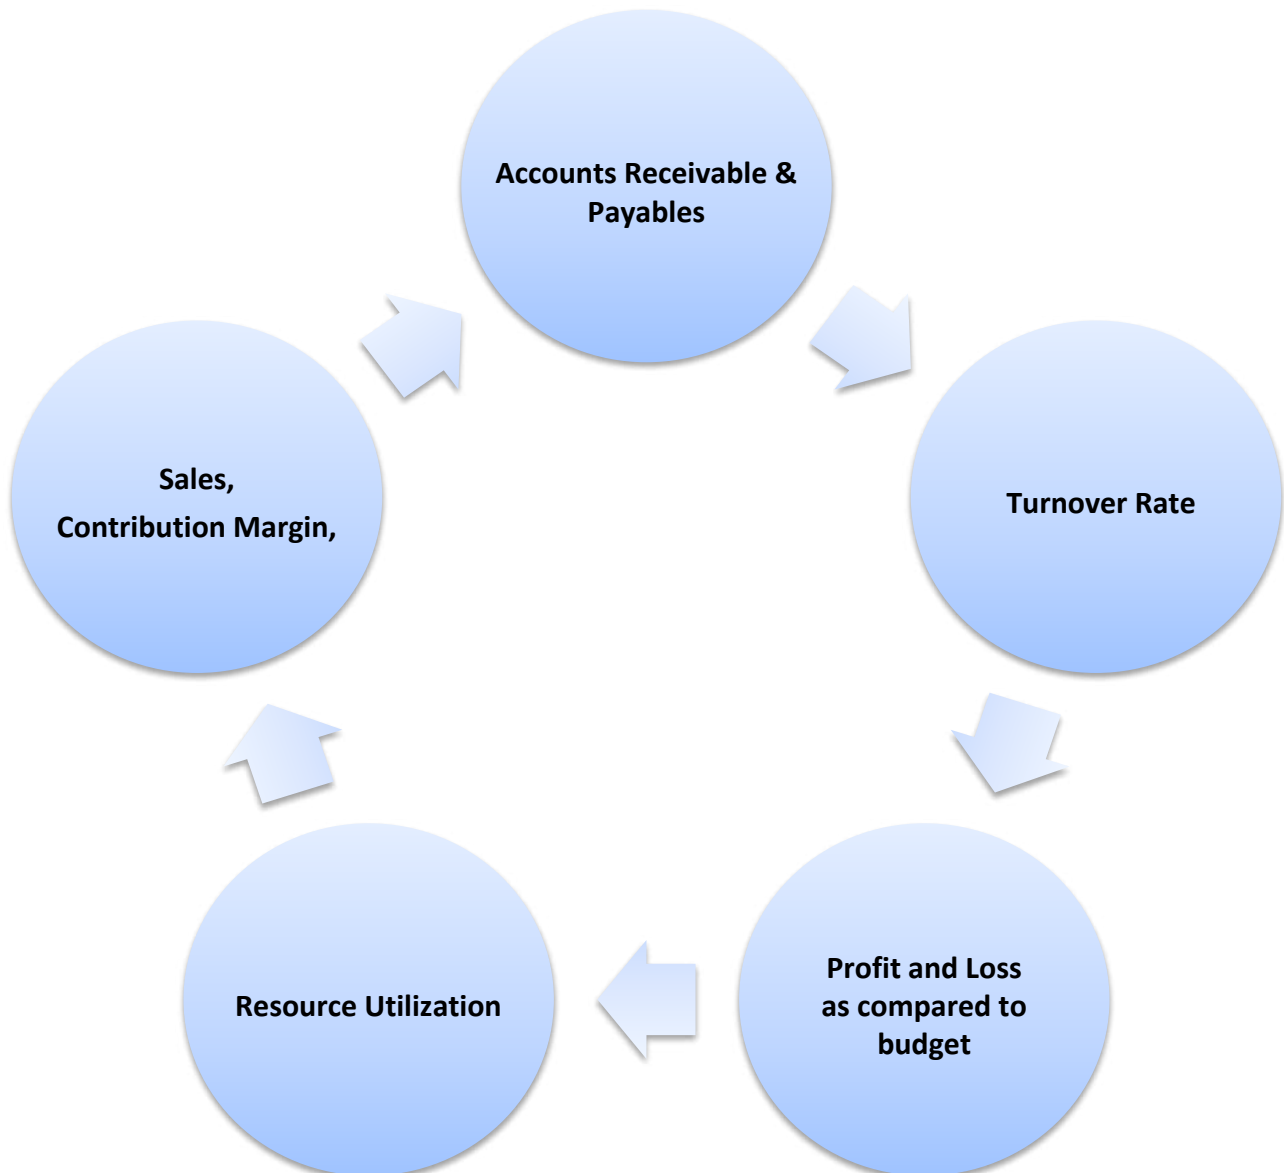 Accounts Receivable &
Payables
Turnover Rate
Profit and Loss
as compared to
budget
Resource Utilization
Sales,
Contribution Margin,